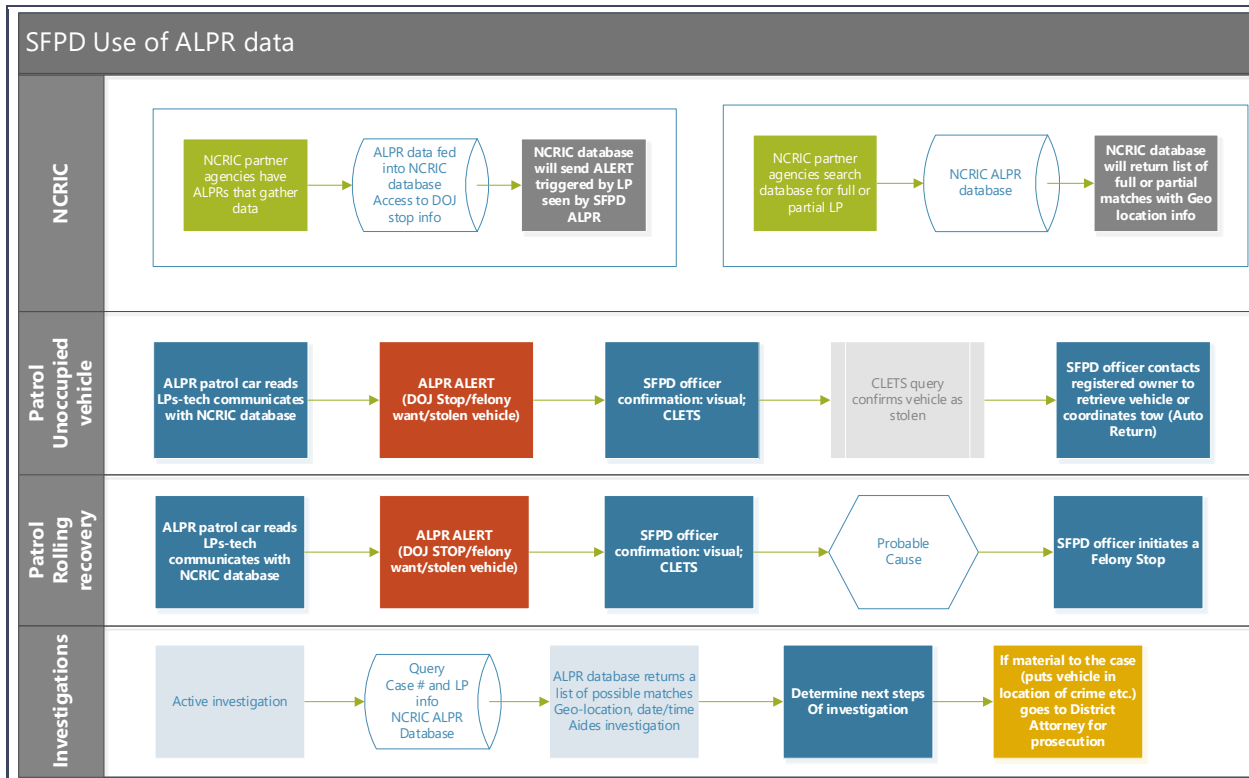 SFPD Use of ALPR data
NCRIC
NCRIC partner
agencies have
ALPRs that gather
data
ALPR data fed
into NCRIC
database
Access to DOJ
stop info
NCRIC database
will send ALERT
triggered by LP
seen by SFPD
ALPR
NCRIC partner
agencies search
database for full or
partial LP
NCRIC ALPR
database
NCRIC database
will return list of
full or partial
matches with Geo
location info
Patrol
Unoccupied
vehicle
ALPR patrol car reads
LPs-tech communicates
with NCRIC database
ALPR ALERT
(DOJ Stop/felony
want/stolen vehicle)
SFPD officer
confirmation: visual;
CLETS
CLETS query
confirms vehicle as
stolen
SFPD officer contacts
registered owner to
retrieve vehicle or
coordinates tow (Auto
Return)
Patrol
Rolling
recovery
ALPR patrol car reads
LPs-tech
communicates with
NCRIC database
ALPR ALERT
(DOJ STOP/felony
want/stolen vehicle)
SFPD officer
confirmation: visual;
CLETS
Probable
Cause
SFPD officer initiates a
Felony Stop
Investigations
Active investigation
Query
Case # and LP
info
NCRIC ALPR
Database
ALPR database returns a
list of possible matches
Geo-location, date/time
Aides investigation
Determine next steps
Of investigation
If material to the case
(puts vehicle in
location of crime etc.)
goes to District
Attorney for
prosecution